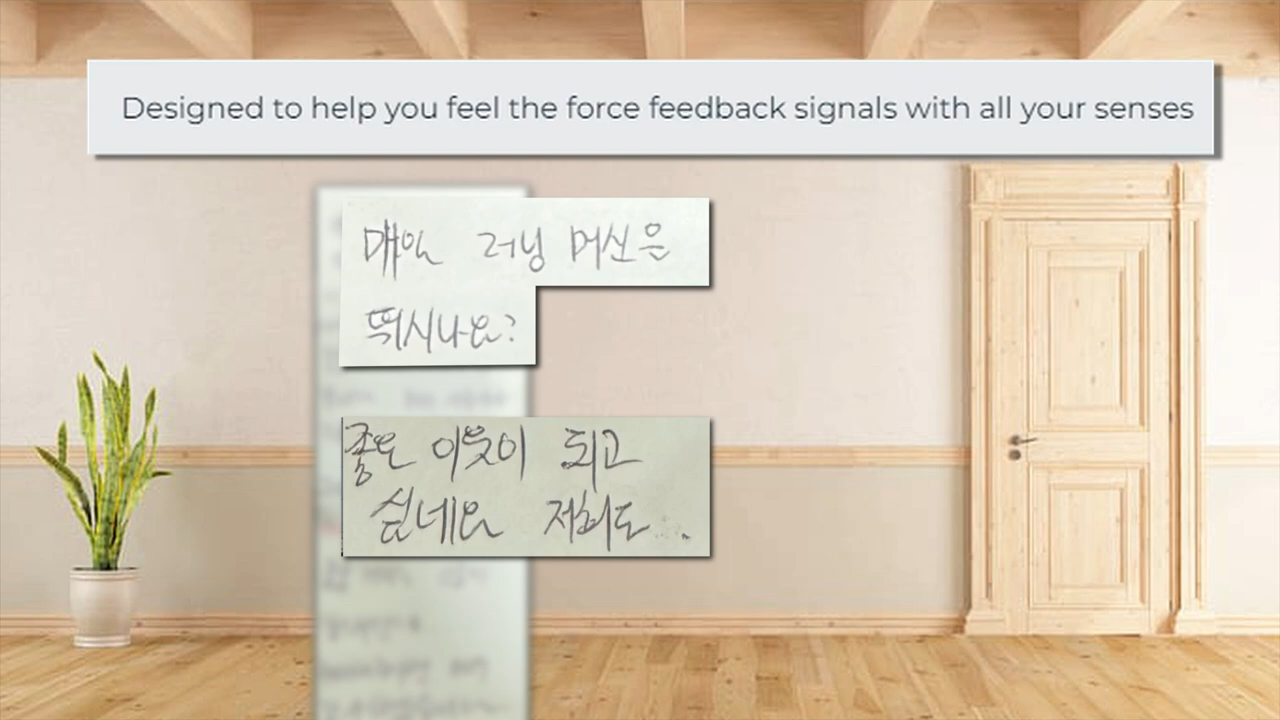 Designed to help you feel the force feedback signals with all your senses
매일 러닝 머신은
뛰시나요?
좋은 이웃이 되고
싶네요 저희도...